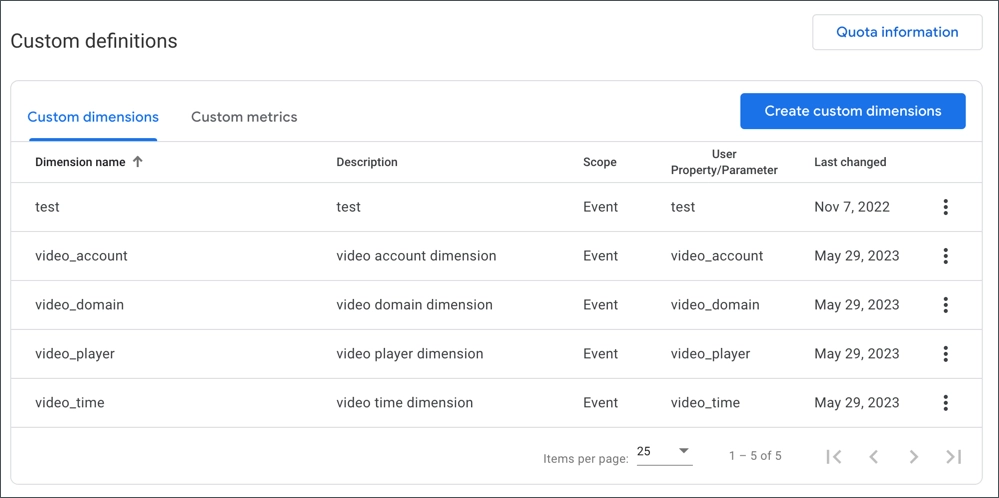 Custom definitions
Quota information
Custom dimensions
Custom metrics
Create custom dimensions
Dimension name Description Scope User Property/Parameter Last changed
test test Event test Nov 7, 2022
video_account video account dimension Event video_account May 29, 2023
video_domain video domain dimension Event video_domain May 29, 2023
video_player video player dimension Event video_player May 29, 2023
video_time video time dimension Event video_time May 29, 2023
Items per page: 25 1 – 5 of 5